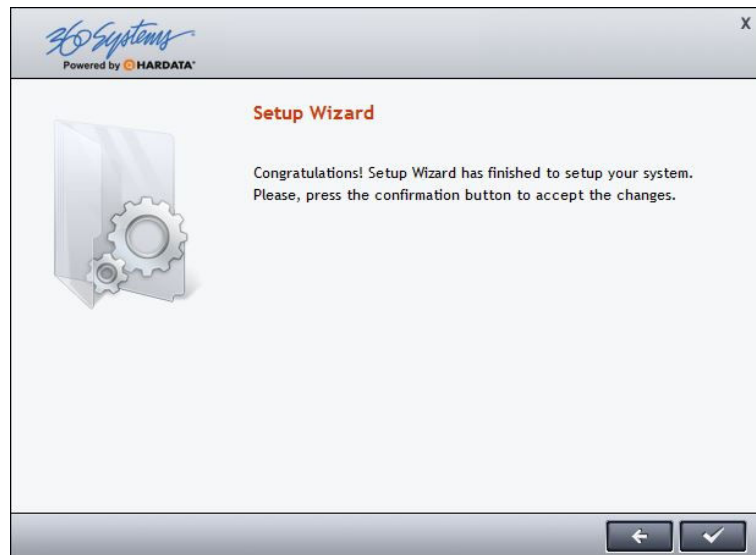 360 Systems
Powered by HARDATA
X
Setup Wizard
Congratulations! Setup Wizard has finished to setup your system.
Please, press the confirmation button to accept the changes.